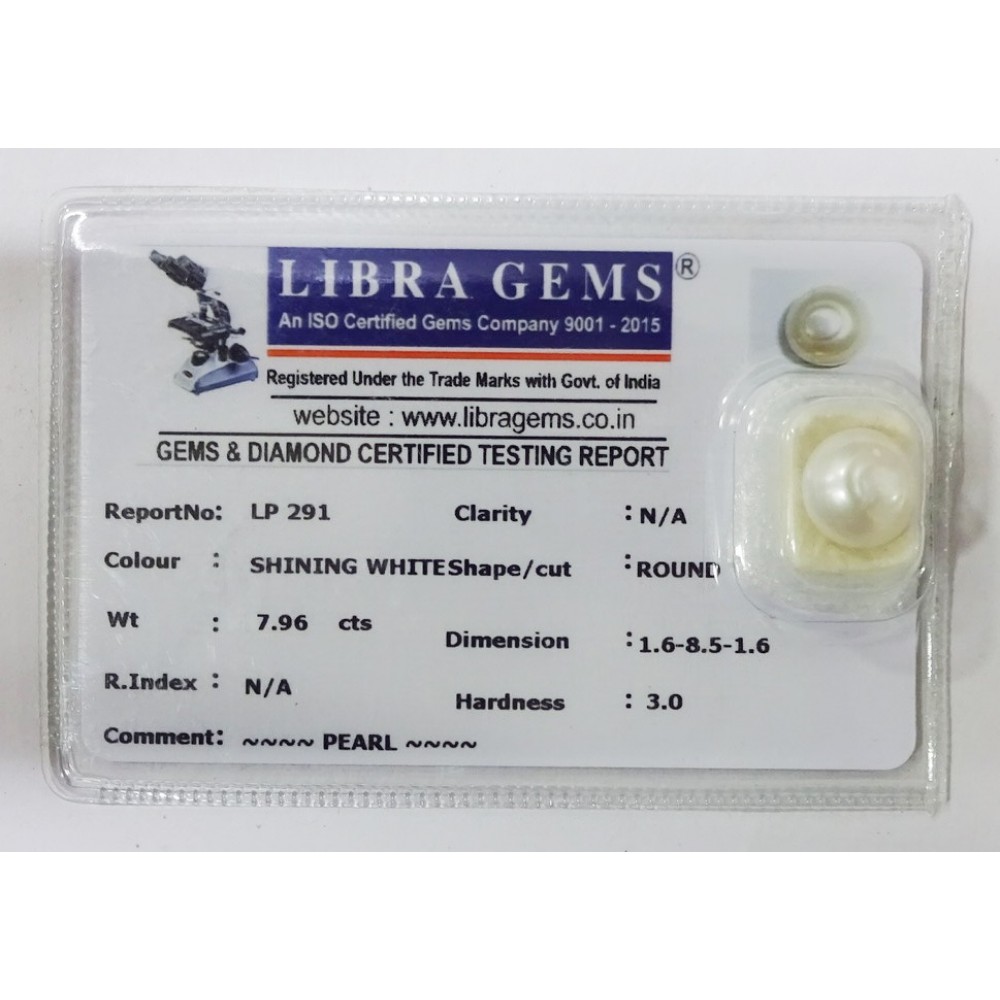 LIBRA GEMS®
An ISO Certified Gems Company 9001 - 2015
Registered Under the Trade Marks with Govt. of India
website : www.libragems.co.in
GEMS & DIAMOND CERTIFIED TESTING REPORT
ReportNo: LP 291 Clarity : N/A
Colour : SHINING WHITE Shape/cut : ROUND
Wt : 7.96 cts Dimension : 1.6-8.5-1.6
R.Index : N/A Hardness : 3.0
Comment: ~~~~ PEARL ~~~~